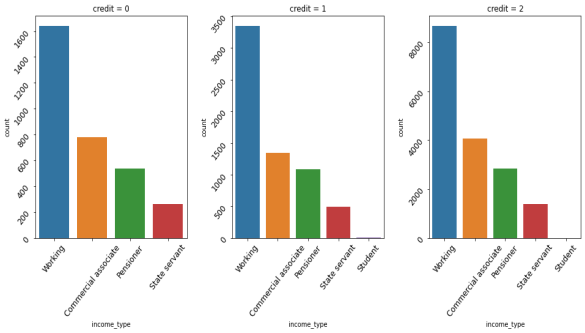 credit = 0
1600
1400
1200
1000
800
600
400
200
0
count
Working
Commercial associate
Pensioner
State servant
income_type
credit = 1
3500
3000
2500
2000
1500
1000
500
0
count
Working
Commercial associate
Pensioner
State servant
Student
income_type
credit = 2
8000
6000
4000
2000
0
count
Working
Commercial associate
Pensioner
State servant
Student
income_type